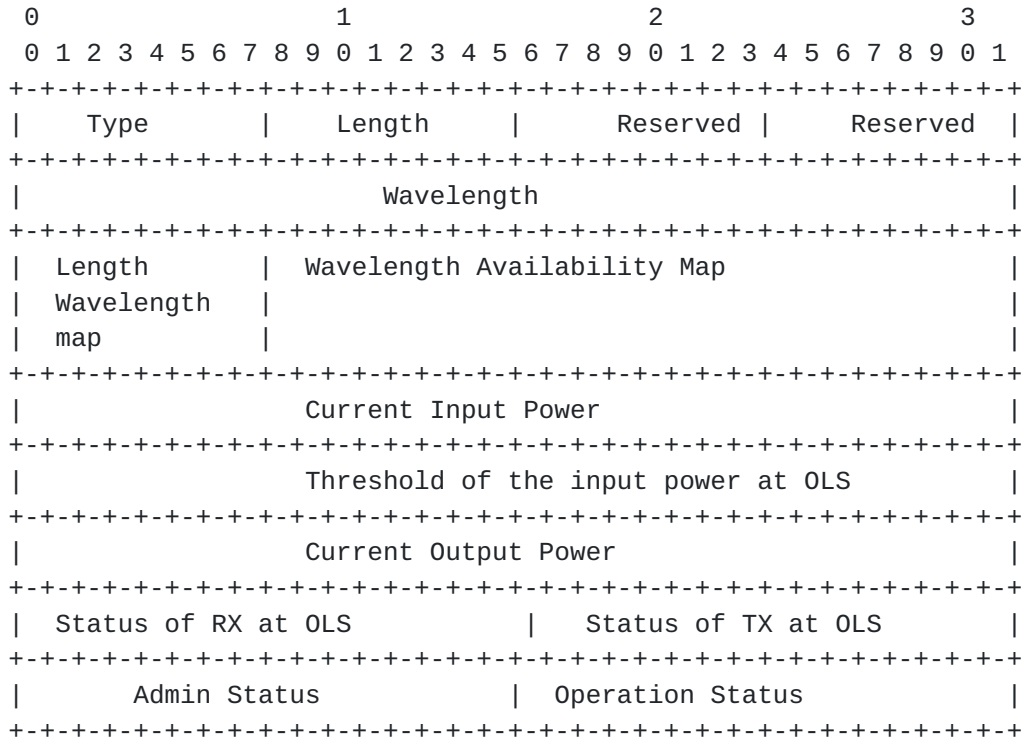 0                   1                   2                   3
 0 1 2 3 4 5 6 7 8 9 0 1 2 3 4 5 6 7 8 9 0 1 2 3 4 5 6 7 8 9 0 1
+-+-+-+-+-+-+-+-+-+-+-+-+-+-+-+-+-+-+-+-+-+-+-+-+-+-+-+-+-+-+-+-+
|    Type       |    Length     |      Reserved |     Reserved  |
+-+-+-+-+-+-+-+-+-+-+-+-+-+-+-+-+-+-+-+-+-+-+-+-+-+-+-+-+-+-+-+-+
|                       Wavelength                              |
+-+-+-+-+-+-+-+-+-+-+-+-+-+-+-+-+-+-+-+-+-+-+-+-+-+-+-+-+-+-+-+-+
|  Length       |  Wavelength Availability Map                  |
|  Wavelength   |                                               |
|  map          |                                               |
+-+-+-+-+-+-+-+-+-+-+-+-+-+-+-+-+-+-+-+-+-+-+-+-+-+-+-+-+-+-+-+-+
|                  Current Input Power                          |
+-+-+-+-+-+-+-+-+-+-+-+-+-+-+-+-+-+-+-+-+-+-+-+-+-+-+-+-+-+-+-+-+
|                  Threshold of the input power at OLS          |
+-+-+-+-+-+-+-+-+-+-+-+-+-+-+-+-+-+-+-+-+-+-+-+-+-+-+-+-+-+-+-+-+
|                  Current Output Power                         |
+-+-+-+-+-+-+-+-+-+-+-+-+-+-+-+-+-+-+-+-+-+-+-+-+-+-+-+-+-+-+-+-+
|  Status of RX at OLS           |   Status of TX at OLS        |
+-+-+-+-+-+-+-+-+-+-+-+-+-+-+-+-+-+-+-+-+-+-+-+-+-+-+-+-+-+-+-+-+
|       Admin Status            |  Operation Status             |
+-+-+-+-+-+-+-+-+-+-+-+-+-+-+-+-+-+-+-+-+-+-+-+-+-+-+-+-+-+-+-+-+